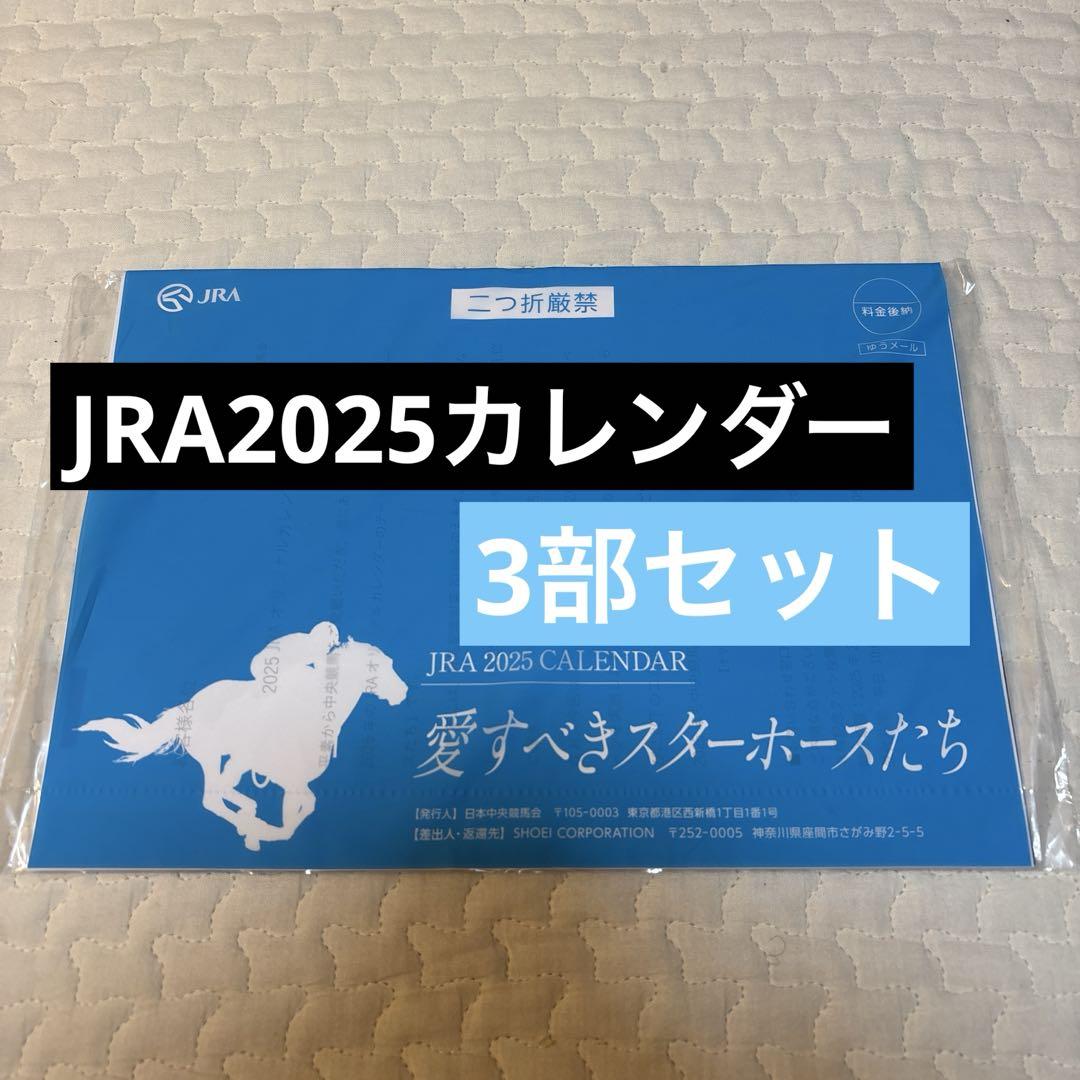 JRA
二つ折厳禁
料金後納
ゆうメール
JRA2025カレンダー
3部セット
JRA 2025 CALENDAR
愛すべきスターホースたち
【発行人】日本中央競馬会 〒105-0003 東京都港区西新橋1丁目1番1号
【差出人・返還先】SHOEI CORPORATION 〒252-0005 神奈川県座間市さがみ野2-5-5